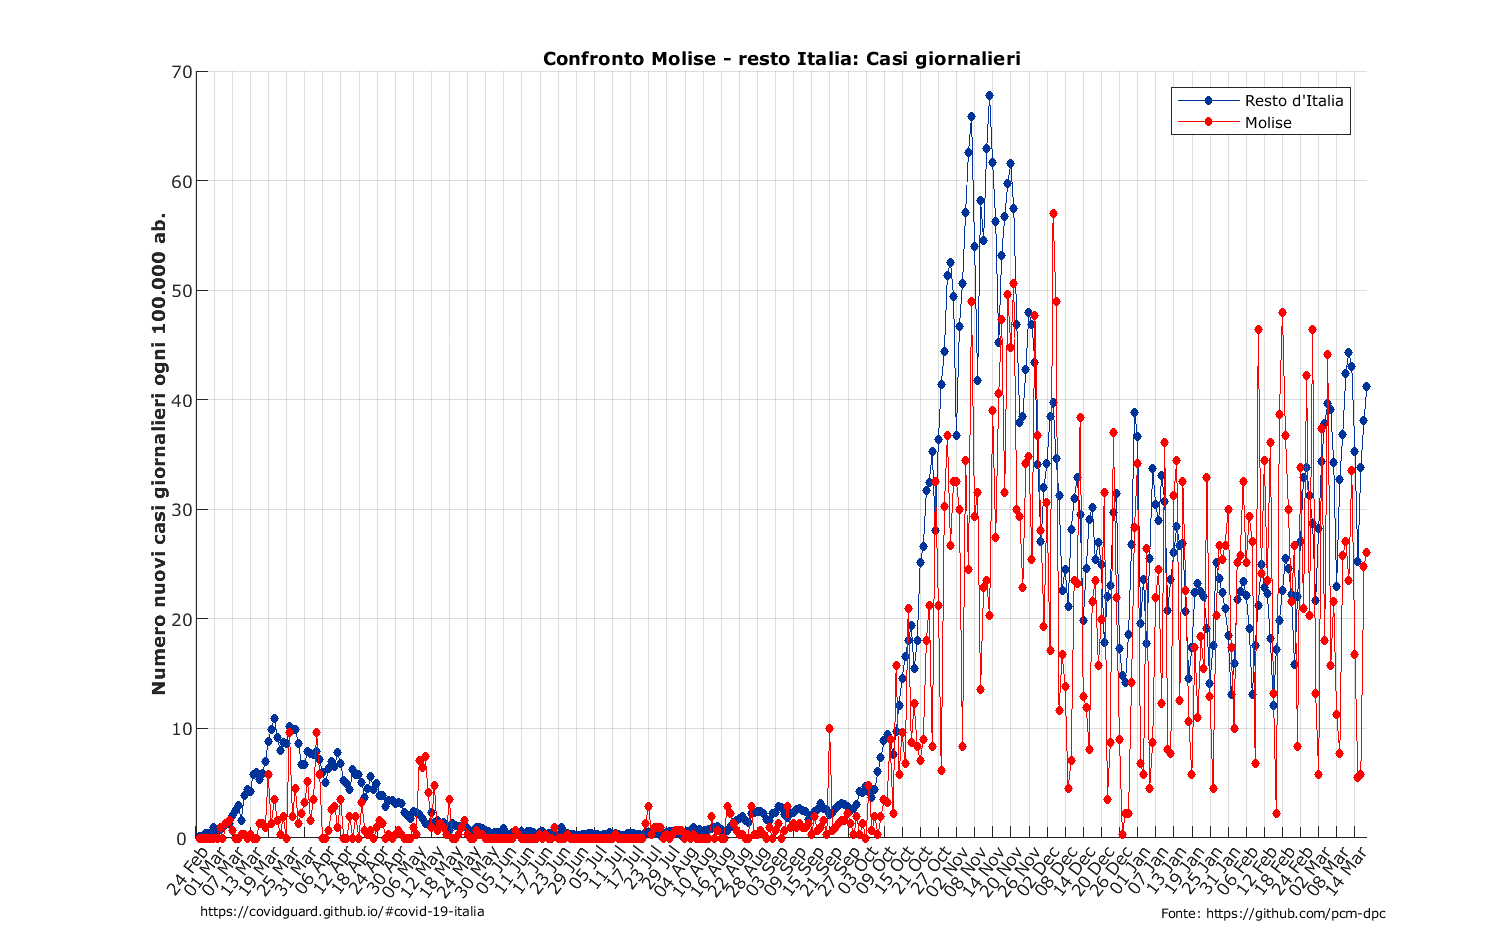 Confronto Molise - resto Italia: Casi giornalieri
Resto d'Italia
Molise
Numero nuovi casi giornalieri ogni 100.000 ab.
70
60
50
40
30
20
10
0
24 Feb
01 Mar
07 Mar
13 Mar
19 Mar
25 Mar
31 Mar
06 Apr
12 Apr
18 Apr
24 Apr
30 Apr
06 May
12 May
18 May
24 May
30 May
05 Jun
11 Jun
17 Jun
23 Jun
29 Jun
05 Jul
11 Jul
17 Jul
23 Jul
29 Jul
04 Aug
10 Aug
16 Aug
22 Aug
28 Aug
03 Sep
09 Sep
15 Sep
21 Sep
27 Sep
03 Oct
09 Oct
15 Oct
21 Oct
27 Oct
02 Nov
08 Nov
14 Nov
20 Nov
26 Nov
02 Dec
08 Dec
14 Dec
20 Dec
26 Dec
01 Jan
07 Jan
13 Jan
19 Jan
25 Jan
31 Jan
06 Feb
12 Feb
18 Feb
24 Feb
02 Mar
08 Mar
14 Mar
https://covidguard.github.io/#covid-19-italia
Fonte: https://github.com/pcm-dpc